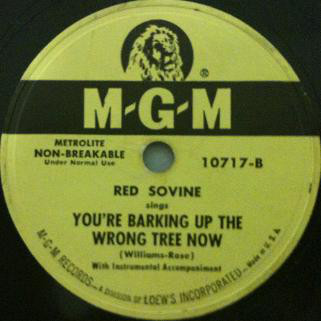 ®
M-G-M
METROLITE
NON-BREAKABLE
Under Normal Use
10717-B
RED SOVINE
sings
YOU'RE BARKING UP THE
WRONG TREE NOW
(Williams-Rose)
With Instrumental Accompaniment
M-G-M RECORDS—A DIVISION OF LOEW'S INCORPORATED—Made in U.S.A.